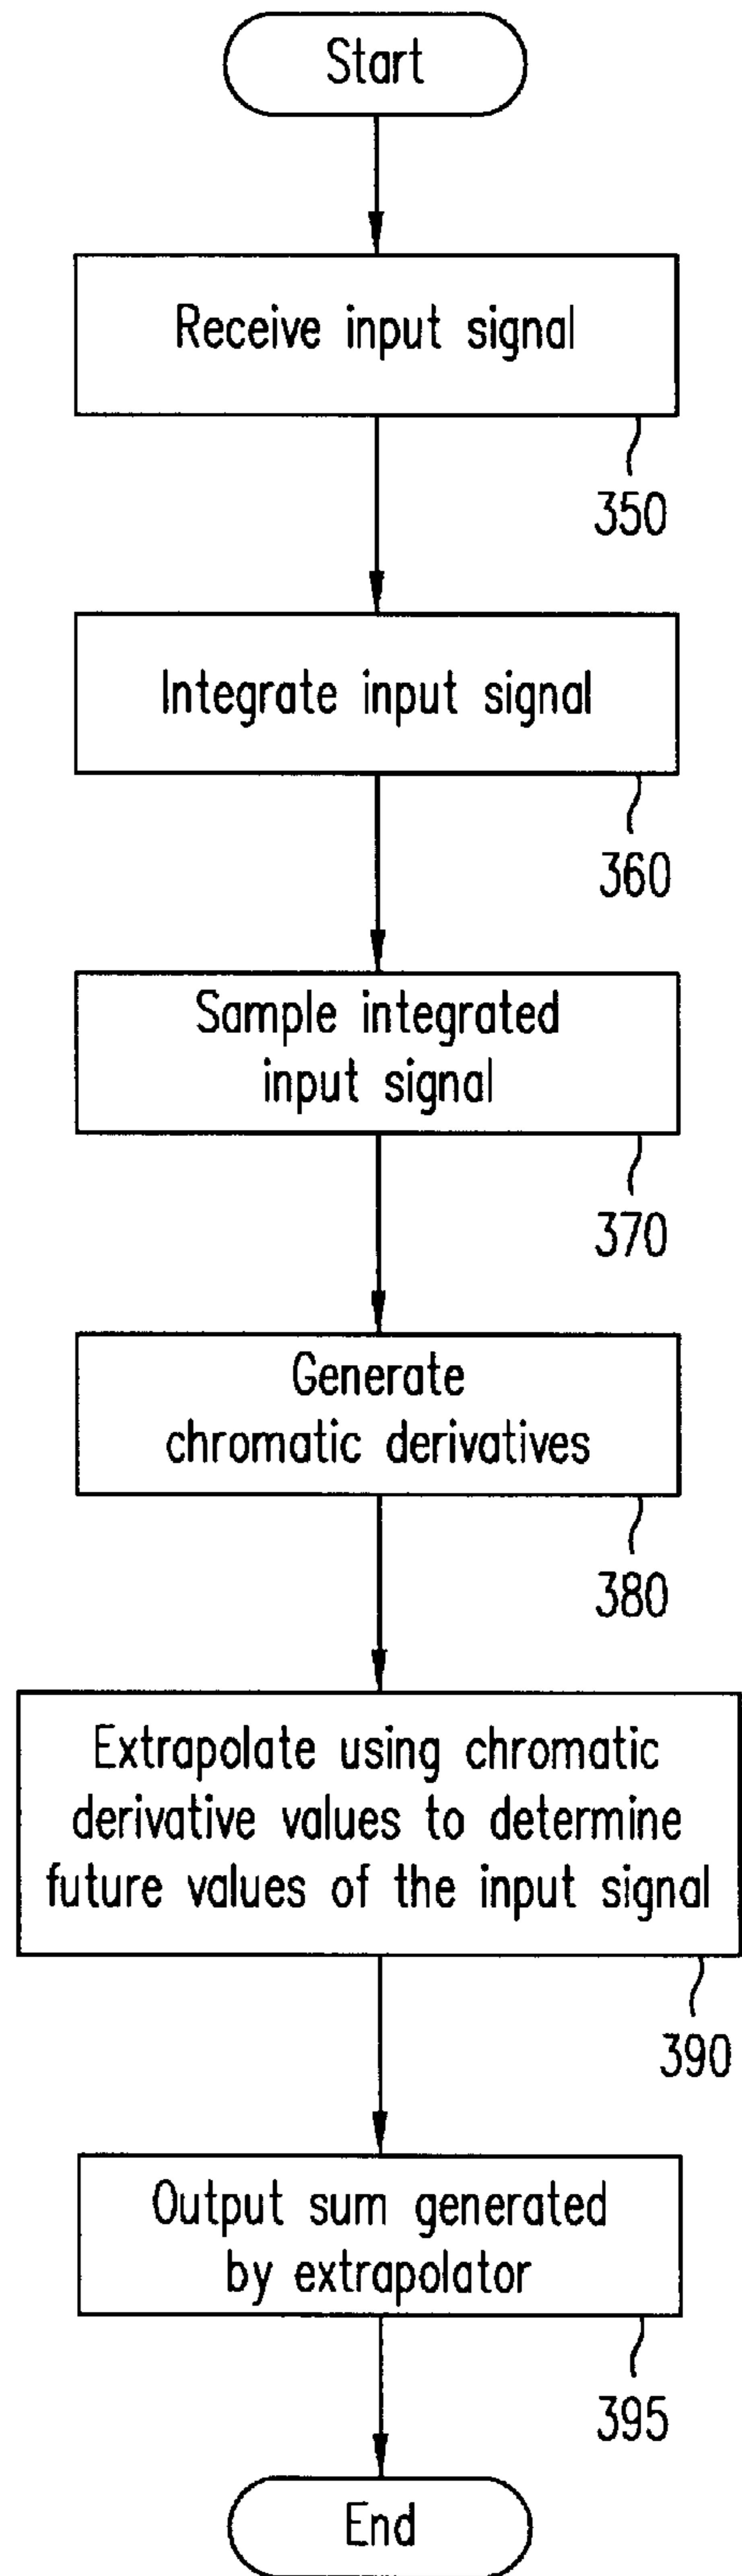 Start
Receive input signal
350
Integrate input signal
360
Sample integrated
input signal
370
Generate
chromatic derivatives
380
Extrapolate using chromatic
derivative values to determine
future values of the input signal
390
Output sum generated
by extrapolator
395
End